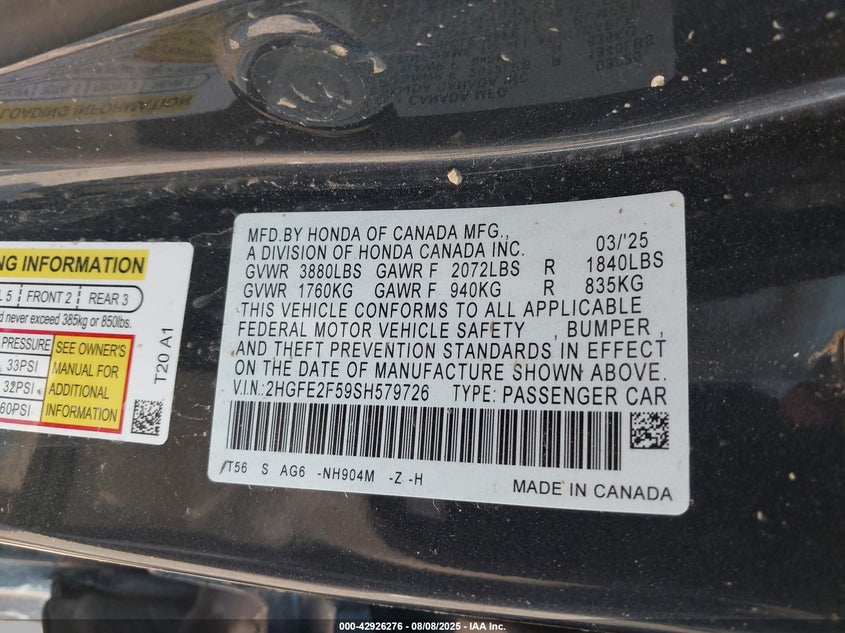 MFD.BY HONDA OF CANADA MFG.,
A DIVISION OF HONDA CANADA INC. 03/'25
GVWR 3880LBS GAWR F 2072LBS R 1840LBS
GVWR 1760KG GAWR F 940KG R 835KG
THIS VEHICLE CONFORMS TO ALL APPLICABLE
FEDERAL MOTOR VEHICLE SAFETY , BUMPER ,
AND THEFT PREVENTION STANDARDS IN EFFECT
ON THE DATE OF MANUFACTURE SHOWN ABOVE.
V.I.N.: 2HGFE2F59SH579726 TYPE: PASSENGER CAR
T56 S AG6 -NH904M -Z -H
MADE IN CANADA
INFORMATION
5 FRONT 2 REAR 3
never exceed 385kg or 850lbs.
PRESSURE SEE OWNER'S
33PSI MANUAL FOR
32PSI ADDITIONAL
60PSI INFORMATION
T20 A1
LOADING INFORMATION
000-42926276 - 08/08/2025 - IAA Inc.